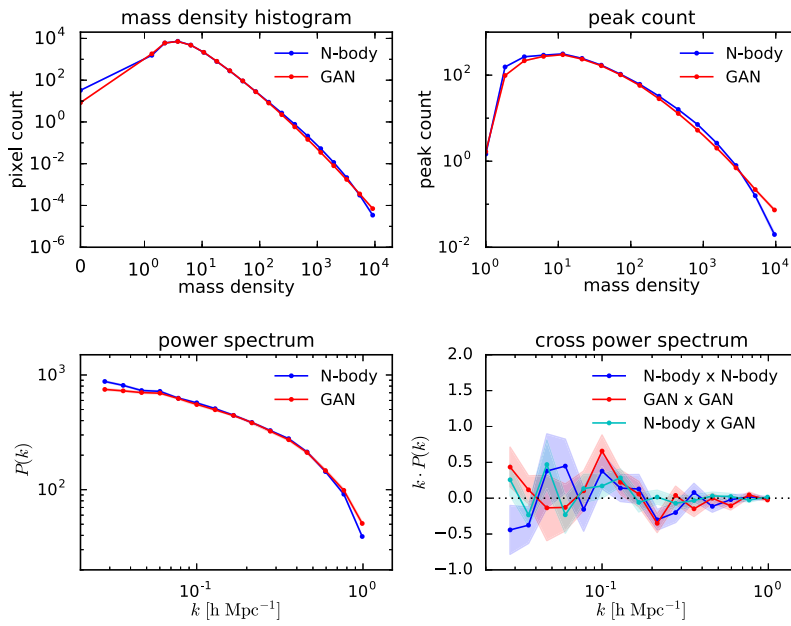 mass density histogram
10^4
10^2
10^0
10^-2
10^-4
10^-6
pixel count
N-body
GAN
0
10^0
10^1
10^2
10^3
10^4
mass density
peak count
10^2
10^0
10^-2
peak count
N-body
GAN
10^0
10^1
10^2
10^3
10^4
mass density
power spectrum
10^3
10^2
P(k)
N-body
GAN
10^-1
10^0
k [h Mpc^-1]
cross power spectrum
2.0
1.5
1.0
0.5
0.0
−0.5
−1.0
k · P(k)
N-body x N-body
GAN x GAN
N-body x GAN
10^-1
10^0
k [h Mpc^-1]